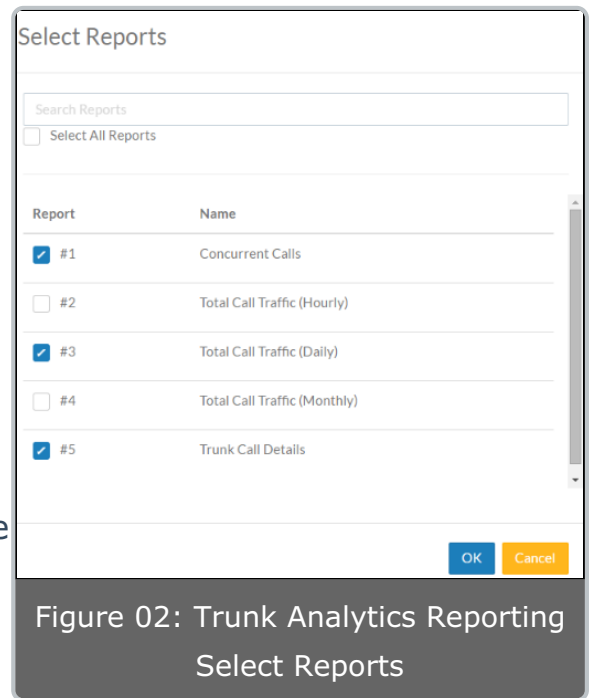 Select Reports
Search Reports
Select All Reports
Report Name
#1 Concurrent Calls
#2 Total Call Traffic (Hourly)
#3 Total Call Traffic (Daily)
#4 Total Call Traffic (Monthly)
#5 Trunk Call Details
e
OK Cancel
Figure 02: Trunk Analytics Reporting
Select Reports